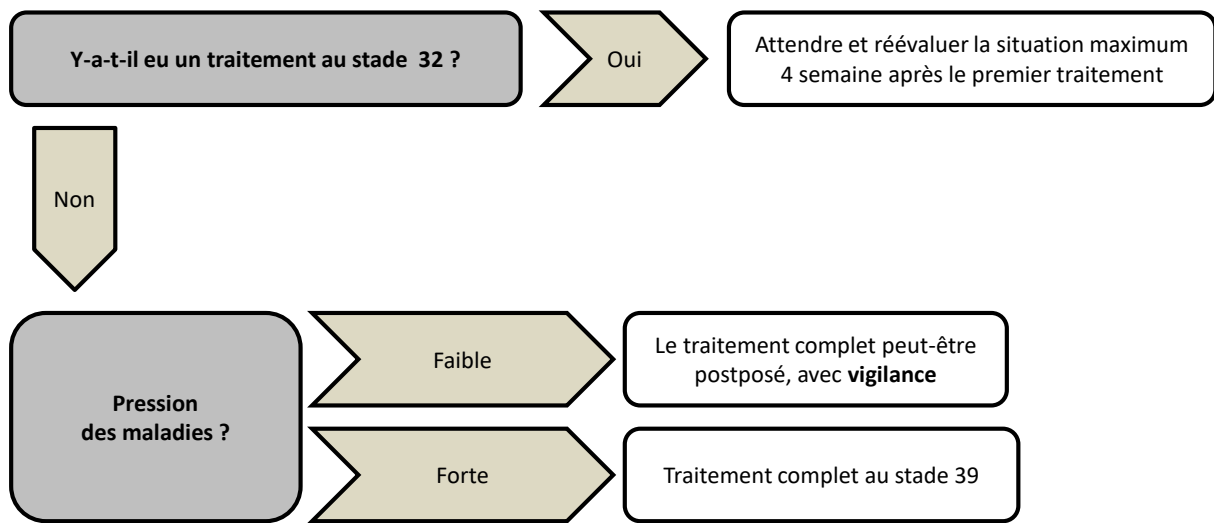 Y-a-t-il eu un traitement au stade  32 ?
Oui
Attendre et réévaluer la situation maximum
4 semaine après le premier traitement
Non
Pression
des maladies ?
Faible
Le traitement complet peut-être
postposé, avec vigilance
Forte
Traitement complet au stade 39